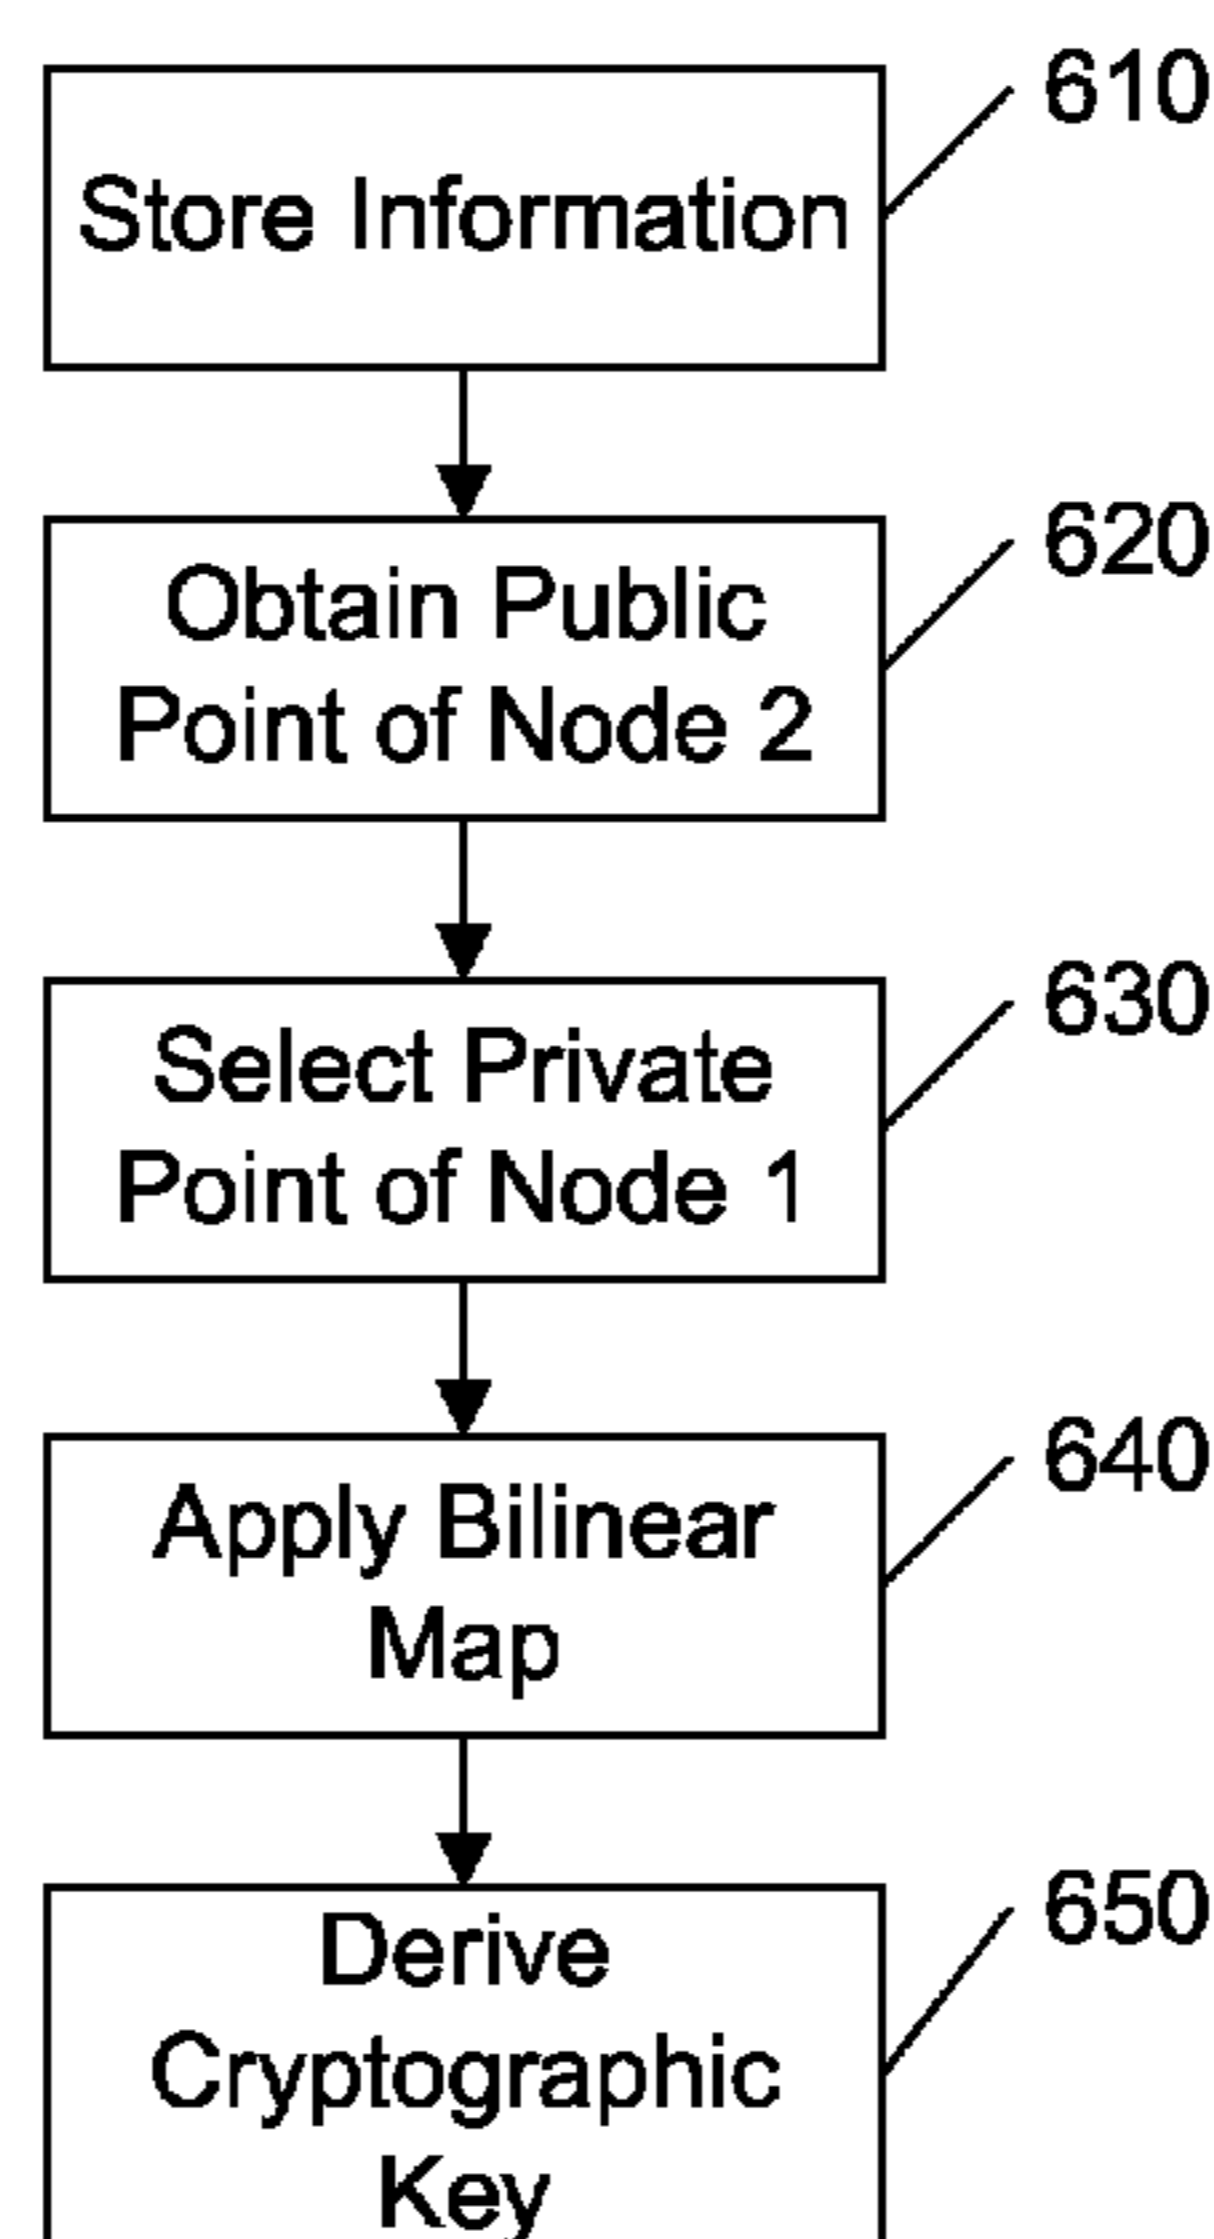 Store Information
610
Obtain Public
Point of Node 2
620
Select Private
Point of Node 1
630
Apply Bilinear
Map
640
Derive
Cryptographic
Key
650